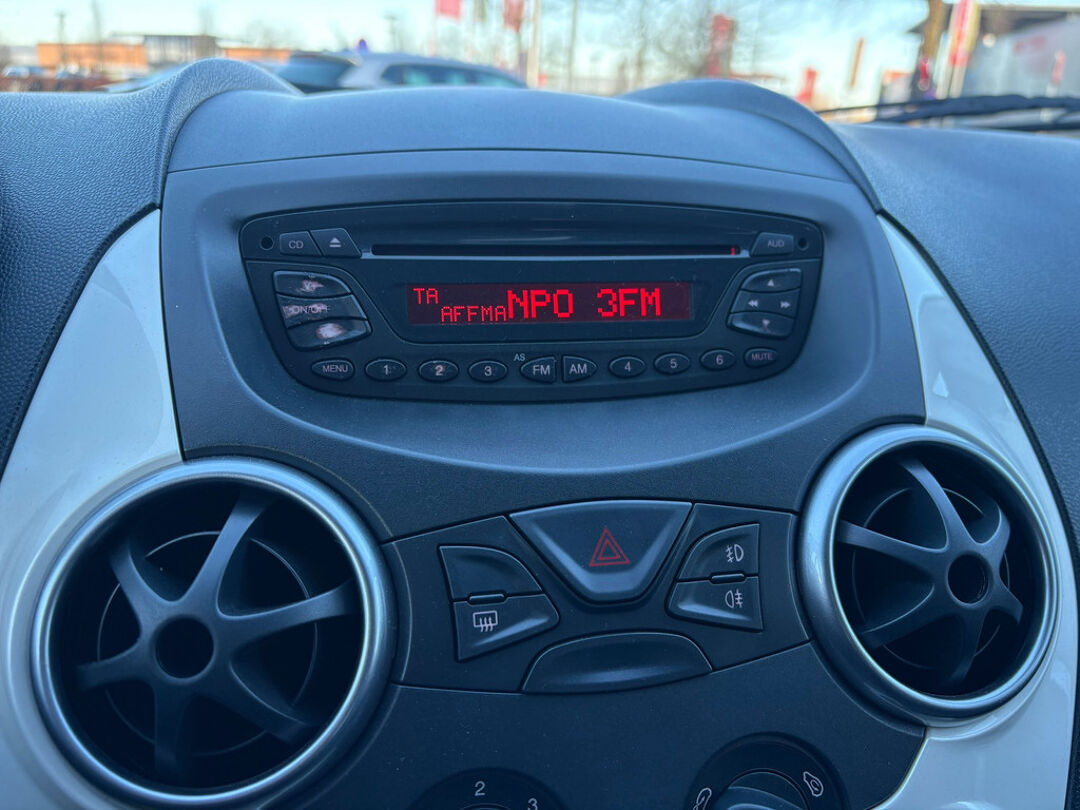 CD
AUD
TA
AFFMA NPO 3FM
ON/OFF
MENU
1
2
3
AS
FM
AM
4
5
6
MUTE
2
3